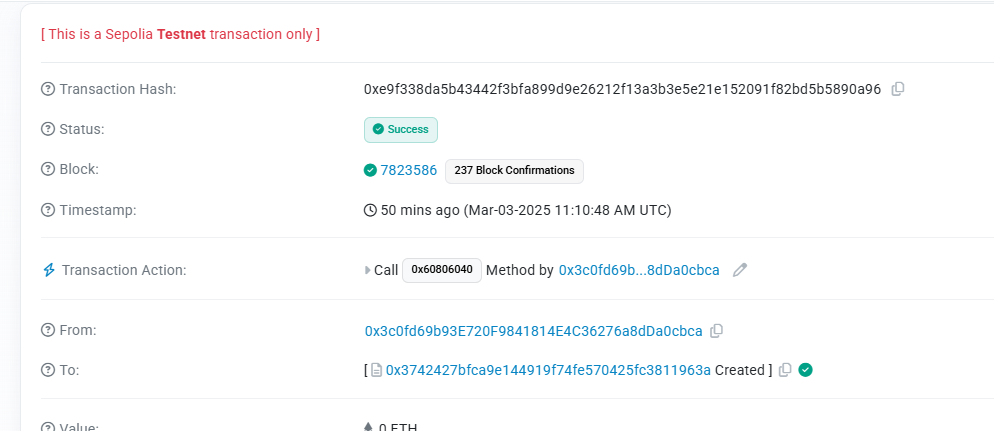 [ This is a Sepolia Testnet transaction only ]
Transaction Hash: 0xe9f338da5b43442f3bfa899d9e26212f13a3b3e5e21e152091f82bd5b5890a96
Status: Success
Block: 7823586 237 Block Confirmations
Timestamp: 50 mins ago (Mar-03-2025 11:10:48 AM UTC)
Transaction Action: Call 0x60806040 Method by 0x3c0fd69b...8dDa0cbca
From: 0x3c0fd69b93E720F9841814E4C36276a8dDa0cbca
To: [ 0x3742427bfca9e144919f74fe570425fc3811963a Created ]
Value: 0 ETH